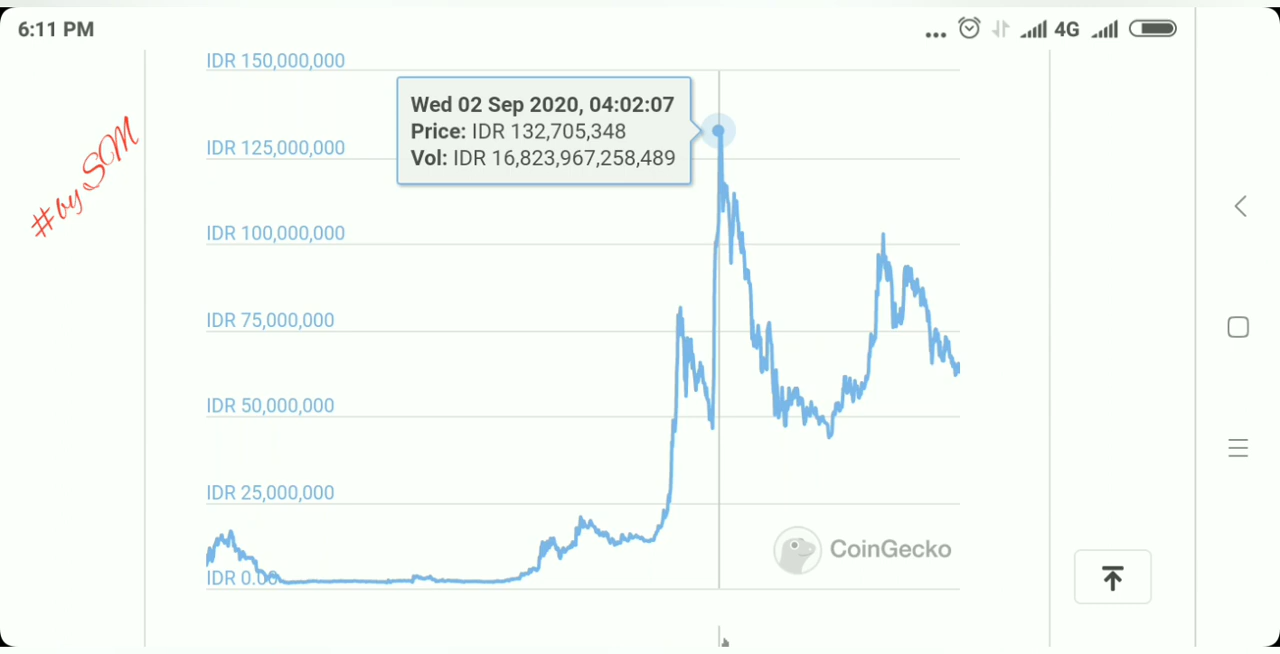 6:11 PM
... 4G
IDR 150,000,000
Wed 02 Sep 2020, 04:02:07
Price: IDR 132,705,348
Vol: IDR 16,823,967,258,489
#by SOM
IDR 125,000,000
IDR 100,000,000
IDR 75,000,000
IDR 50,000,000
IDR 25,000,000
CoinGecko
IDR 0.00